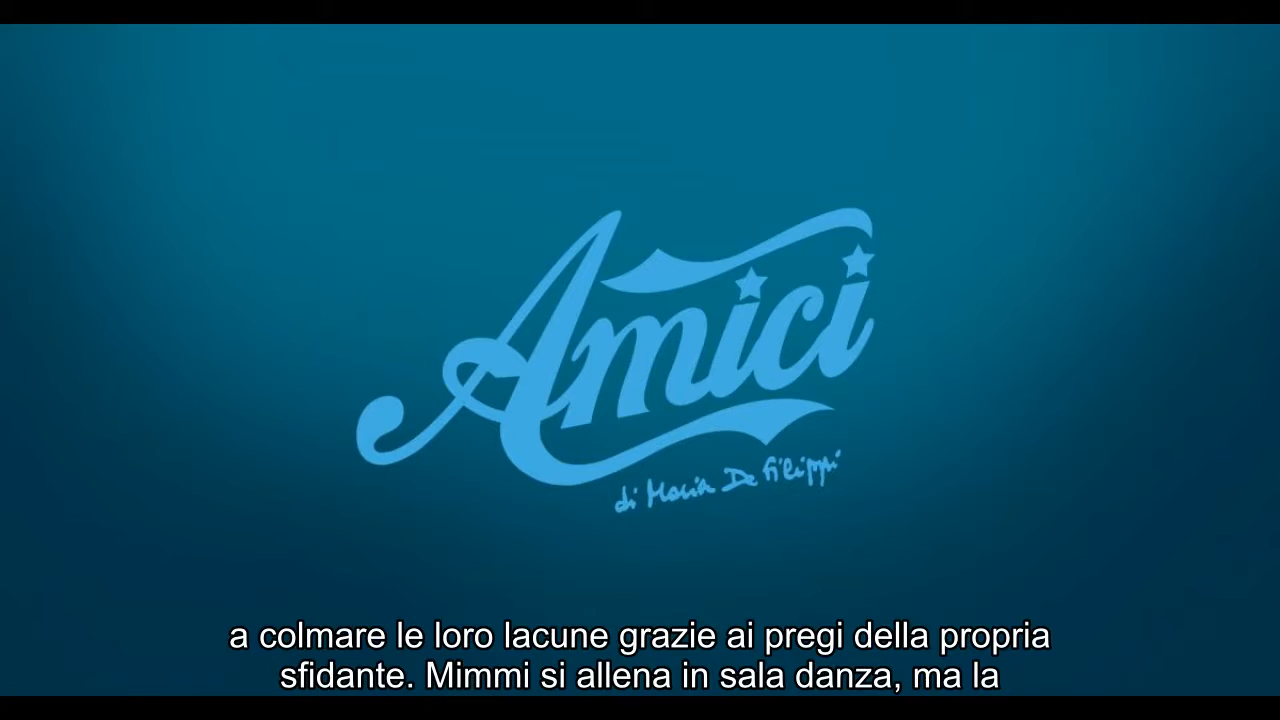 Amici
di Maria De Filippi
a colmare le loro lacune grazie ai pregi della propria
sfidante. Mimmi si allena in sala danza, ma la